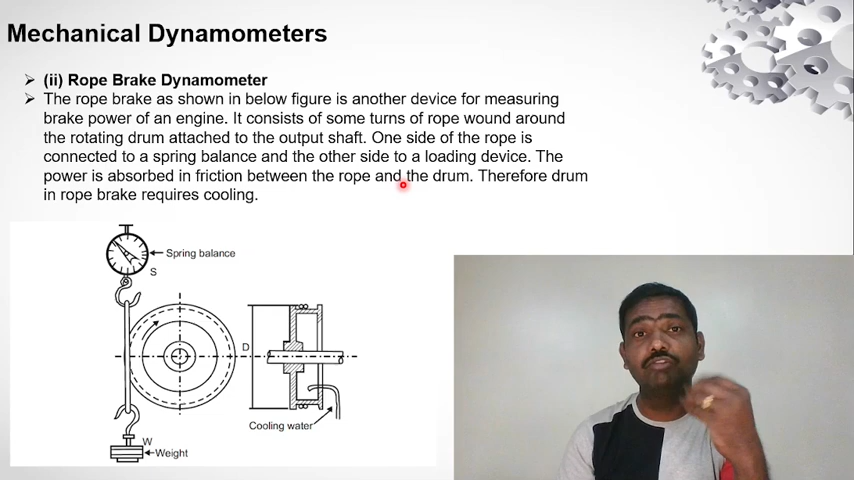 Mechanical Dynamometers
(ii) Rope Brake Dynamometer
The rope brake as shown in below figure is another device for measuring
brake power of an engine. It consists of some turns of rope wound around
the rotating drum attached to the output shaft. One side of the rope is
connected to a spring balance and the other side to a loading device. The
power is absorbed in friction between the rope and the drum. Therefore drum
in rope brake requires cooling.
Spring balance
S
D
Cooling water
W
Weight